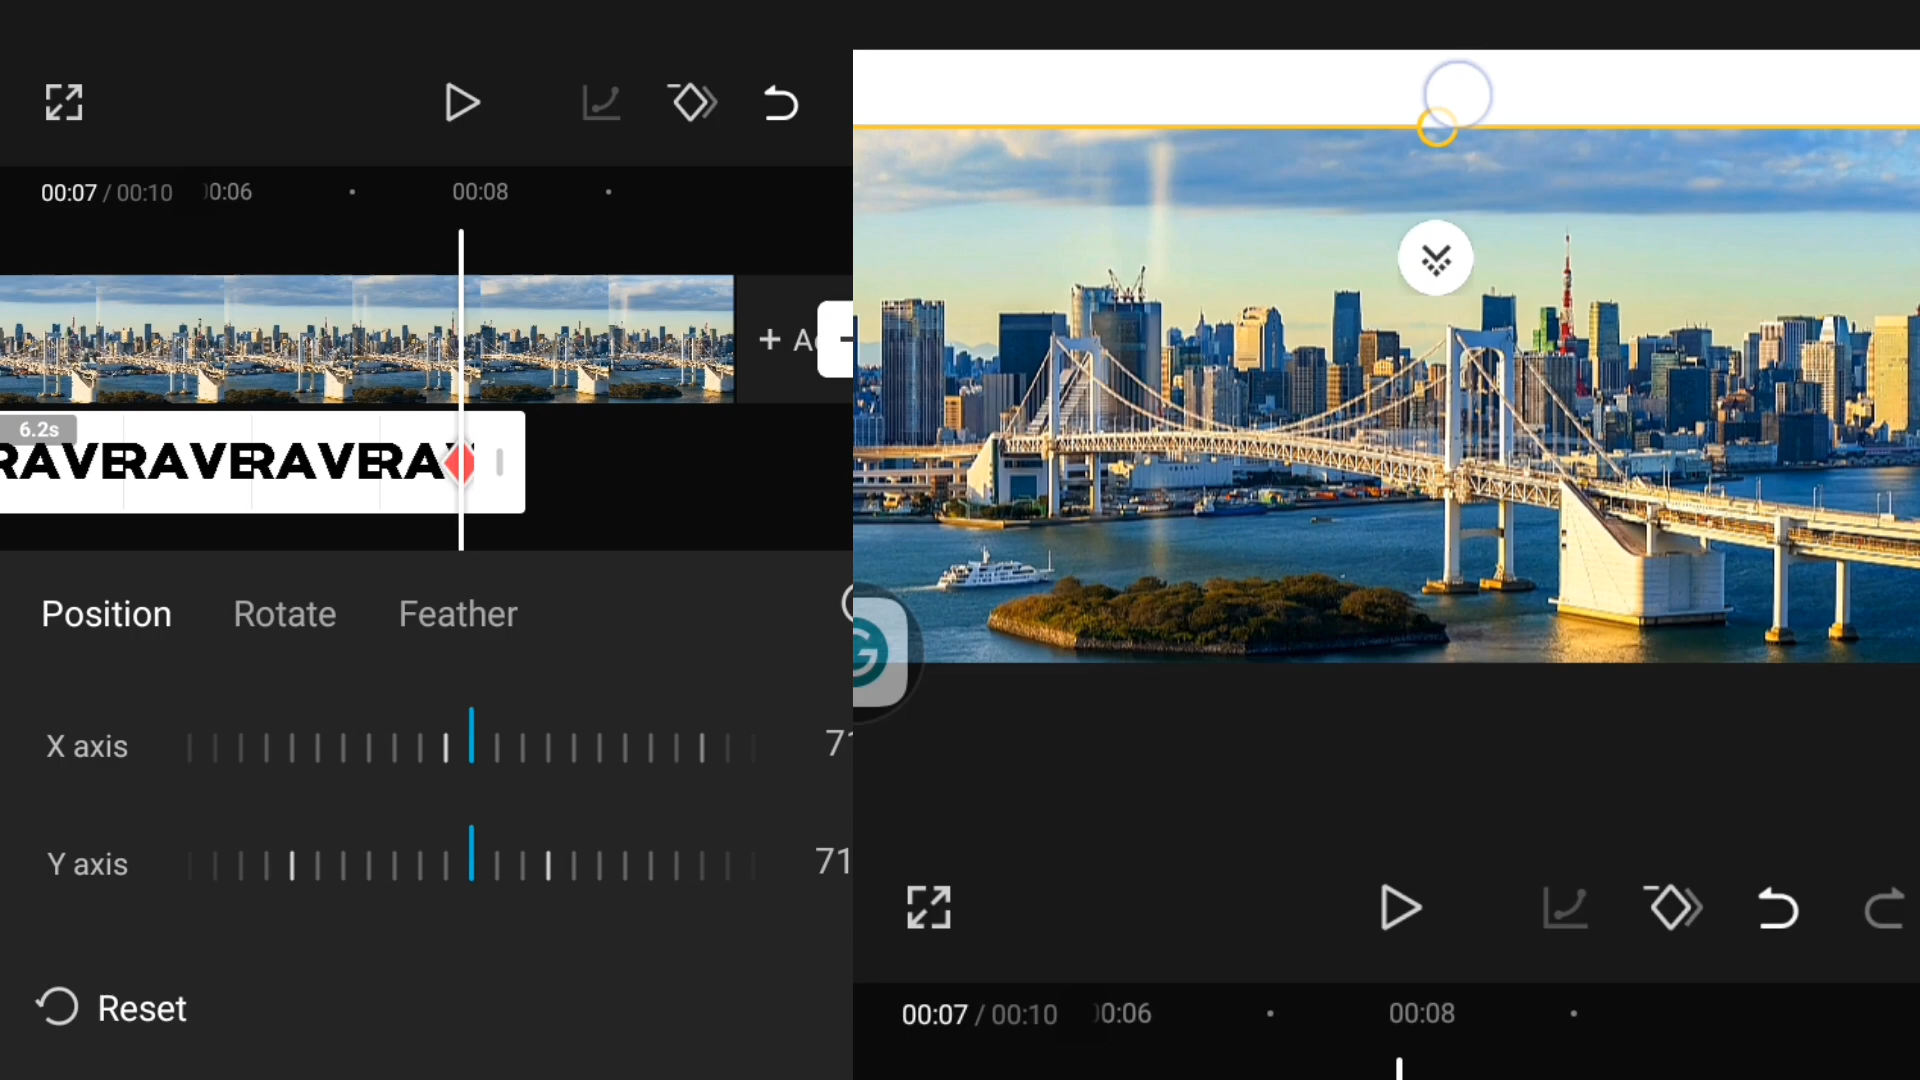 00:07 / 00:10
0:06
00:08
+ A
6.2s
RAVERAVERAVERA
Position
Rotate
Feather
X axis
71
Y axis
71
Reset
G
00:07 / 00:10
0:06
00:08